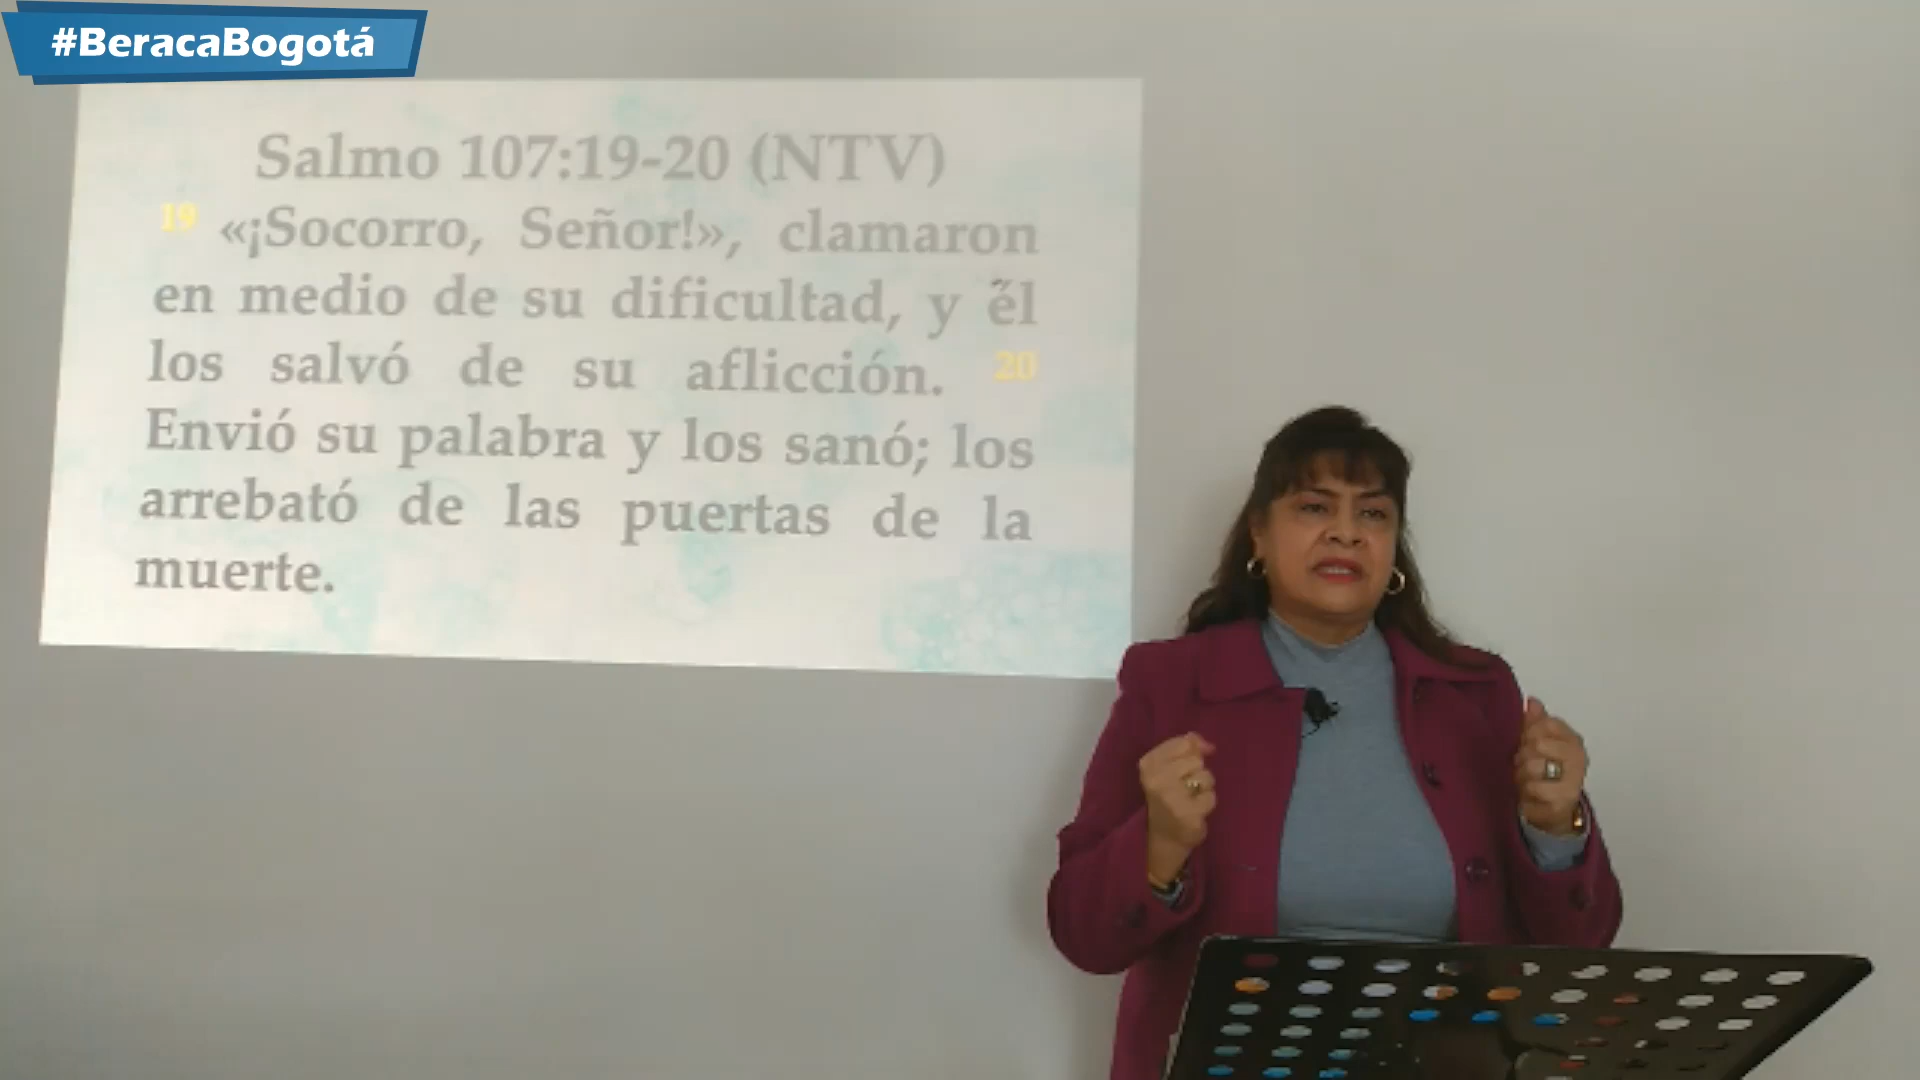 #BeracaBogotá
Salmo 107:19-20 (NTV)
19 «¡Socorro, Señor!», clamaron
en medio de su dificultad, y él
los salvó de su aflicción. 20
Envió su palabra y los sanó; los
arrebató de las puertas de la
muerte.